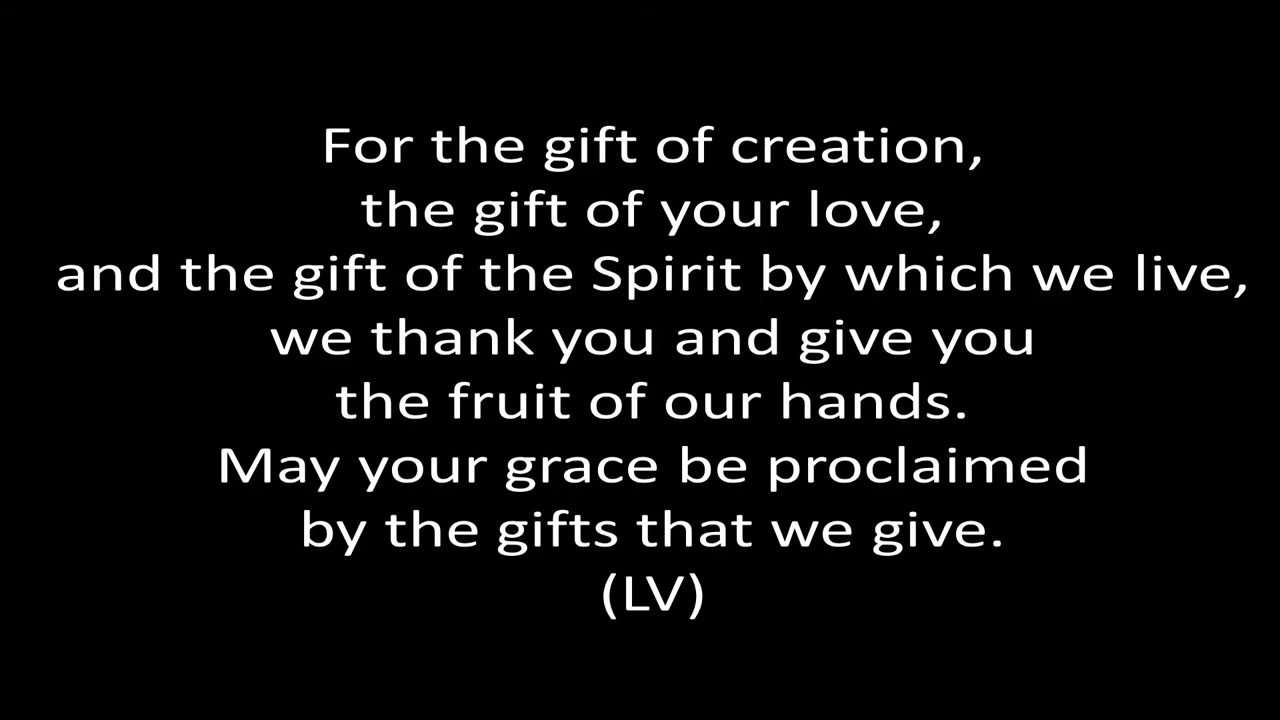 For the gift of creation,
the gift of your love,
and the gift of the Spirit by which we live,
we thank you and give you
the fruit of our hands.
May your grace be proclaimed
by the gifts that we give.
(LV)